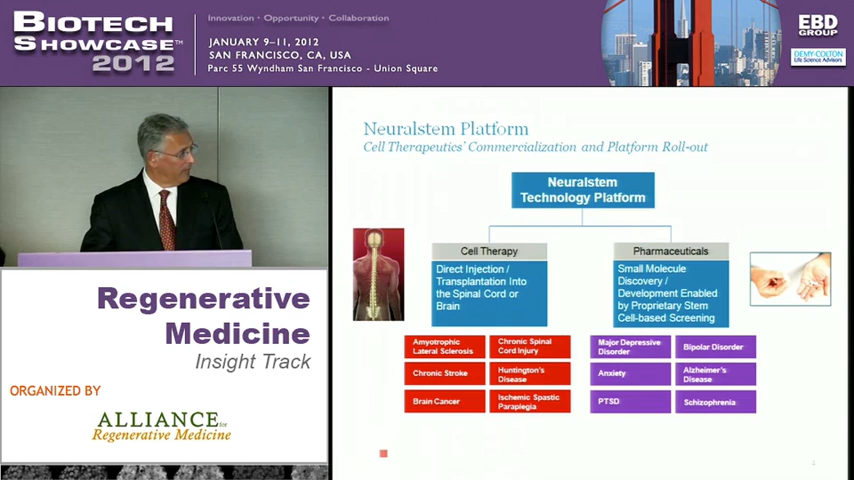 BIOTECH
SHOWCASE™
2012
Innovation · Opportunity · Collaboration
JANUARY 9–11, 2012
SAN FRANCISCO, CA, USA
Parc 55 Wyndham San Francisco - Union Square
EBD
GROUP
DEMY-COLTON
Life Science Advisors
Regenerative
Medicine
Insight Track
ORGANIZED BY
ALLIANCE for
Regenerative Medicine
Neuralstem Platform
Cell Therapeutics' Commercialization and Platform Roll-out
Neuralstem
Technology Platform
Cell Therapy
Direct Injection /
Transplantation Into
the Spinal Cord or
Brain
Pharmaceuticals
Small Molecule
Discovery /
Development Enabled
by Proprietary Stem
Cell-based Screening
Amyotrophic
Lateral Sclerosis
Chronic Spinal
Cord Injury
Chronic Stroke
Huntington's
Disease
Brain Cancer
Ischemic Spastic
Paraplegia
Major Depressive
Disorder
Bipolar Disorder
Anxiety
Alzheimer's
Disease
PTSD
Schizophrenia